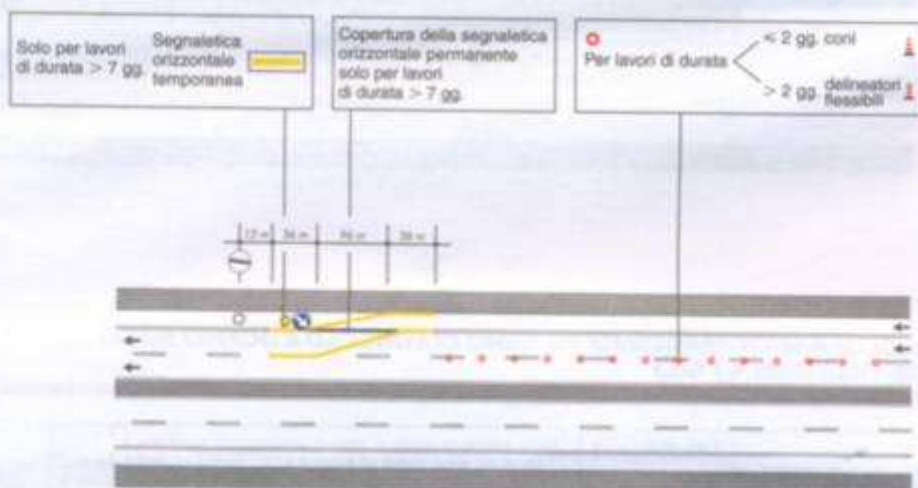 Solo per lavori
di durata > 7 gg.
Segnaletica
orizzontale
temporanea
Copertura della segnaletica
orizzontale permanente
solo per lavori
di durata > 7 gg.
Per lavori di durata
≤ 2 gg. coni
> 2 gg. delineatori
flessibili
12 m 36 m 96 m